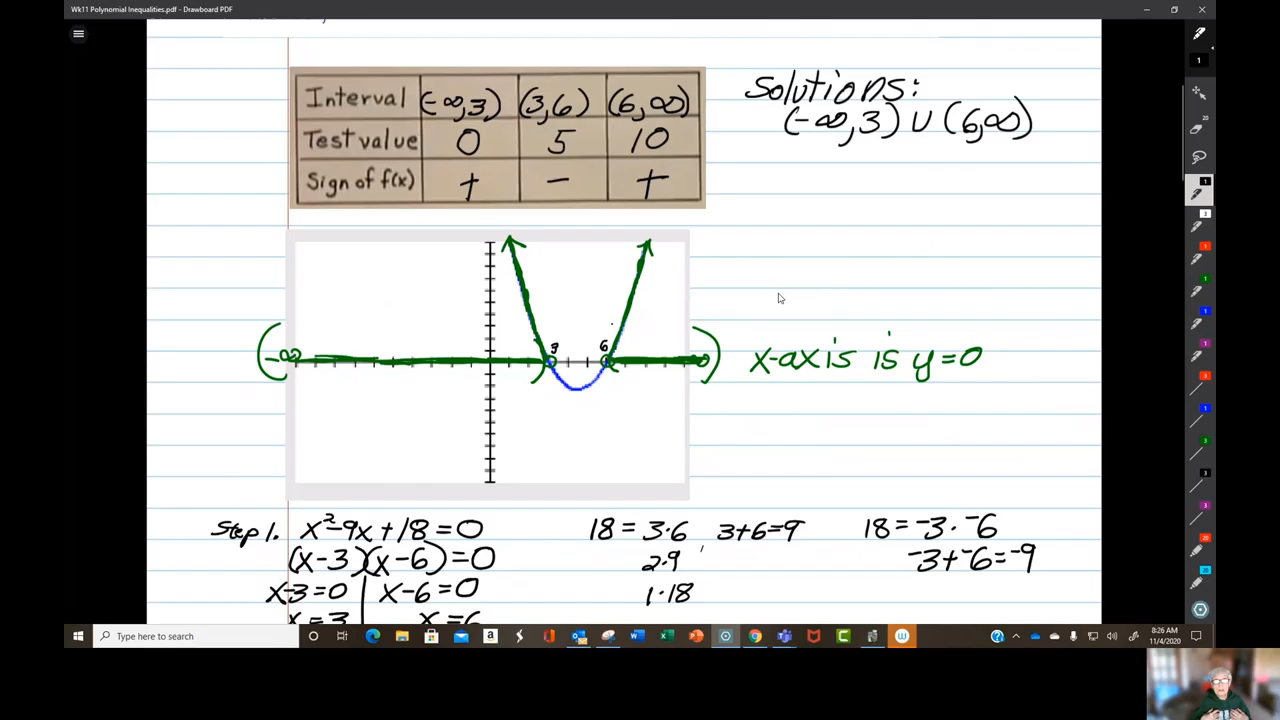 Wk11 Polynomial Inequalities.pdf - Drawboard PDF
Interval (-∞,3) (3,6) (6,∞)
Test value 0 5 10
Sign of f(x) + − +
Solutions:
(-∞,3) ∪ (6,∞)
3 6
(-∞ ) ( ∞)
x-axis is y=0
Step 1. x²-9x+18=0
(x-3)(x-6)=0
x-3=0 | x-6=0
x=3 x=6
18=3·6 3+6=9
2·9
1·18
18=-3·-6
-3+-6=-9
Type here to search
8:26 AM
11/4/2020